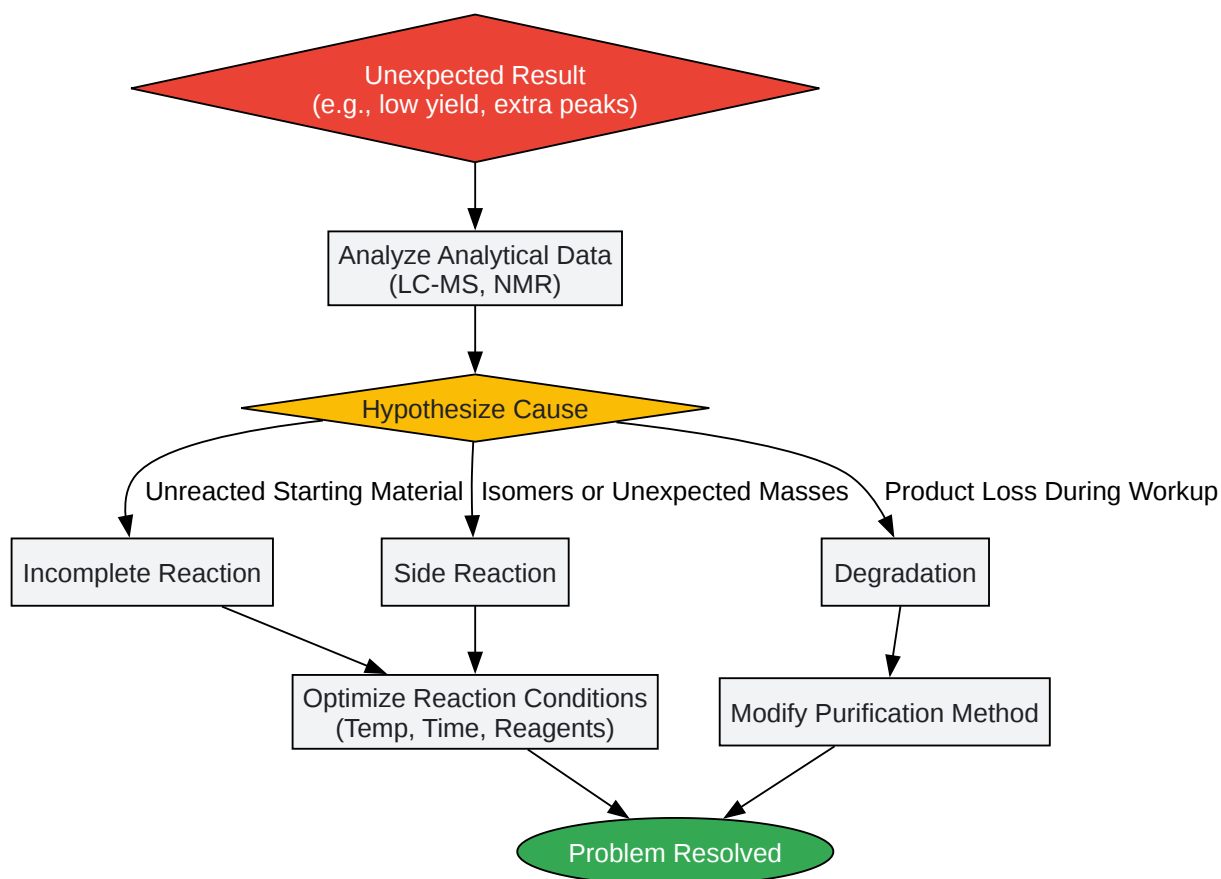 Unexpected Result
(e.g., low yield, extra peaks)
Analyze Analytical Data
(LC-MS, NMR)
Hypothesize Cause
Unreacted Starting Material
Isomers or Unexpected Masses
Product Loss During Workup
Incomplete Reaction
Side Reaction
Degradation
Optimize Reaction Conditions
(Temp, Time, Reagents)
Modify Purification Method
Problem Resolved